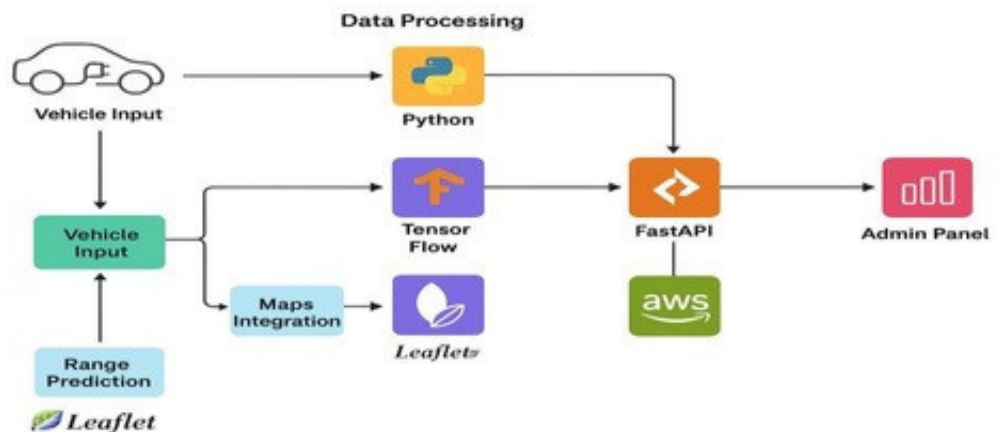 Data Processing
Vehicle Input
Python
Vehicle
Input
Tensor
Flow
FastAPI
Admin Panel
Maps
Integration
Leaflet
aws
Range
Prediction
Leaflet